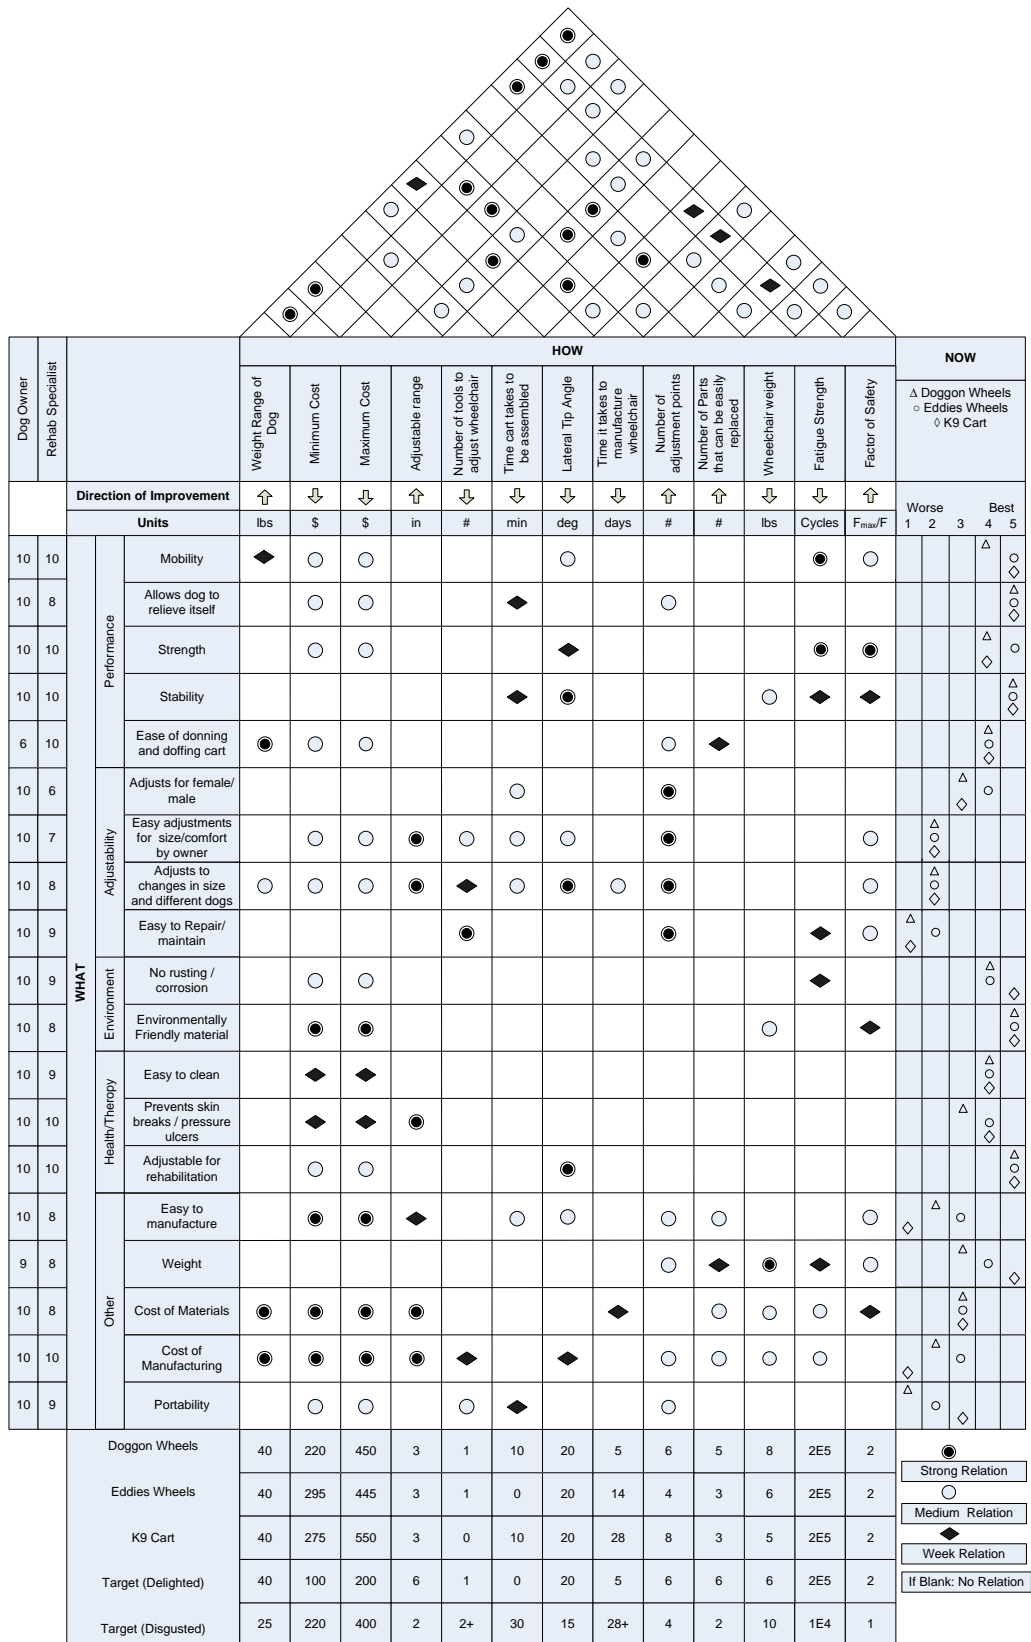 HOW
NOW
Dog Owner
Rehab Specialist
Weight Range of
Dog
Minimum Cost
Maximum Cost
Adjustable range
Number of tools to
adjust wheelchair
Time cart takes to
be assembled
Lateral Tip Angle
Time it takes to
manufacture
wheelchair
Number of
adjustment points
Number of Parts
that can be easily
replaced
Wheelchair weight
Fatigue Strength
Factor of Safety
Δ Doggon Wheels
○ Eddies Wheels
◊ K9 Cart
Direction of Improvement
Worse Best
Units lbs $ $ in # min deg days # # lbs Cycles Fmax/F 1 2 3 4 5
WHAT
Performance
10 10 Mobility
10 8 Allows dog to
relieve itself
10 10 Strength
10 10 Stability
6 10 Ease of donning
and doffing cart
Adjustability
10 6 Adjusts for female/
male
10 7 Easy adjustments
for size/comfort
by owner
10 8 Adjusts to
changes in size
and different dogs
10 9 Easy to Repair/
maintain
Environment
10 9 No rusting /
corrosion
10 8 Environmentally
Friendly material
Health/Theropy
10 9 Easy to clean
10 10 Prevents skin
breaks / pressure
ulcers
10 10 Adjustable for
rehabilitation
Other
10 8 Easy to
manufacture
9 8 Weight
10 8 Cost of Materials
10 10 Cost of
Manufacturing
10 9 Portability
Doggon Wheels 40 220 450 3 1 10 20 5 6 5 8 2E5 2
Eddies Wheels 40 295 445 3 1 0 20 14 4 3 6 2E5 2
K9 Cart 40 275 550 3 0 10 20 28 8 3 5 2E5 2
Target (Delighted) 40 100 200 6 1 0 20 5 6 6 6 2E5 2
Target (Disgusted) 25 220 400 2 2+ 30 15 28+ 4 2 10 1E4 1
Strong Relation
Medium Relation
Week Relation
If Blank: No Relation